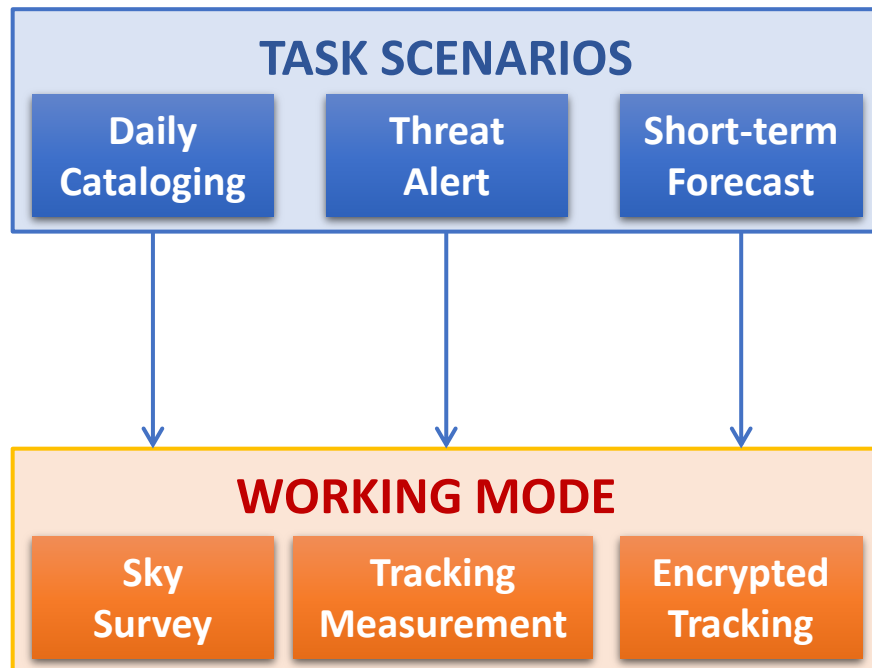 TASK SCENARIOS
Daily
Cataloging
Threat
Alert
Short-term
Forecast
WORKING MODE
Sky
Survey
Tracking
Measurement
Encrypted
Tracking